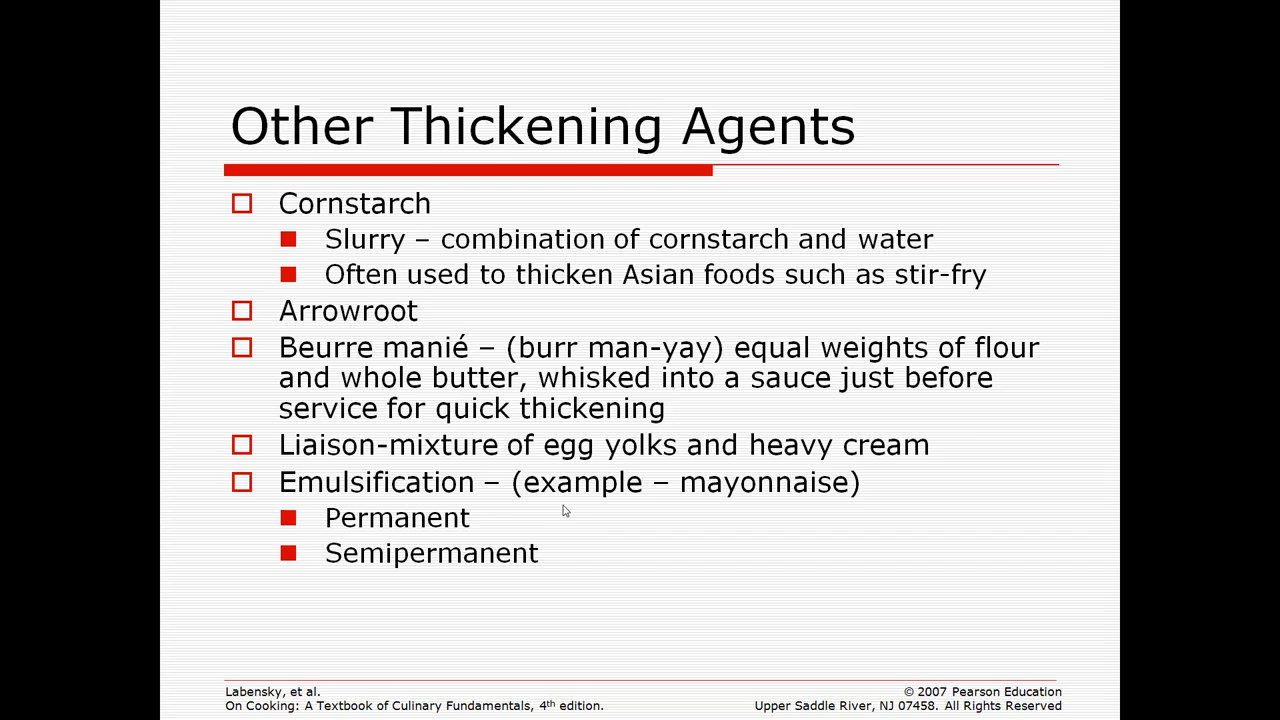 Other Thickening Agents
Cornstarch
Slurry – combination of cornstarch and water
Often used to thicken Asian foods such as stir-fry
Arrowroot
Beurre manié – (burr man-yay) equal weights of flour
and whole butter, whisked into a sauce just before
service for quick thickening
Liaison-mixture of egg yolks and heavy cream
Emulsification – (example – mayonnaise)
Permanent
Semipermanent
Labensky, et al.
On Cooking: A Textbook of Culinary Fundamentals, 4th edition.
© 2007 Pearson Education
Upper Saddle River, NJ 07458. All Rights Reserved